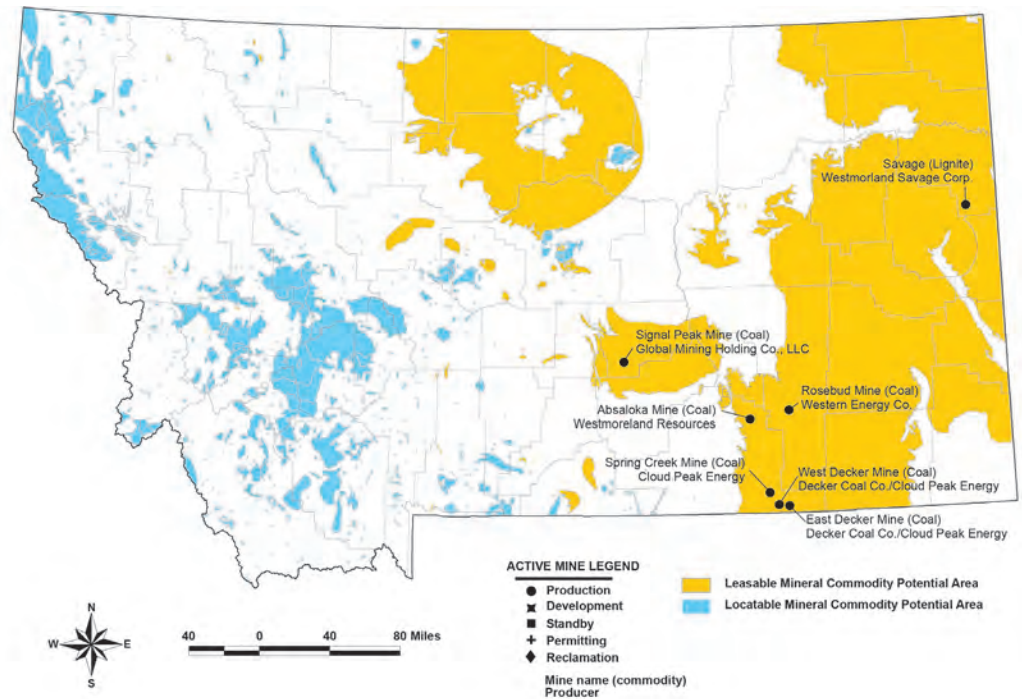 Savage (Lignite)
Westmorland Savage Corp.
Signal Peak Mine (Coal)
Global Mining Holding Co., LLC
Rosebud Mine (Coal)
Western Energy Co.
Absaloka Mine (Coal)
Westmoreland Resources
Spring Creek Mine (Coal)
Cloud Peak Energy
West Decker Mine (Coal)
Decker Coal Co./Cloud Peak Energy
East Decker Mine (Coal)
Decker Coal Co./Cloud Peak Energy
ACTIVE MINE LEGEND
Production
Development
Standby
Permitting
Reclamation
Mine name (commodity)
Producer
Leasable Mineral Commodity Potential Area
Locatable Mineral Commodity Potential Area
N
W E
S
40 0 40 80 Miles